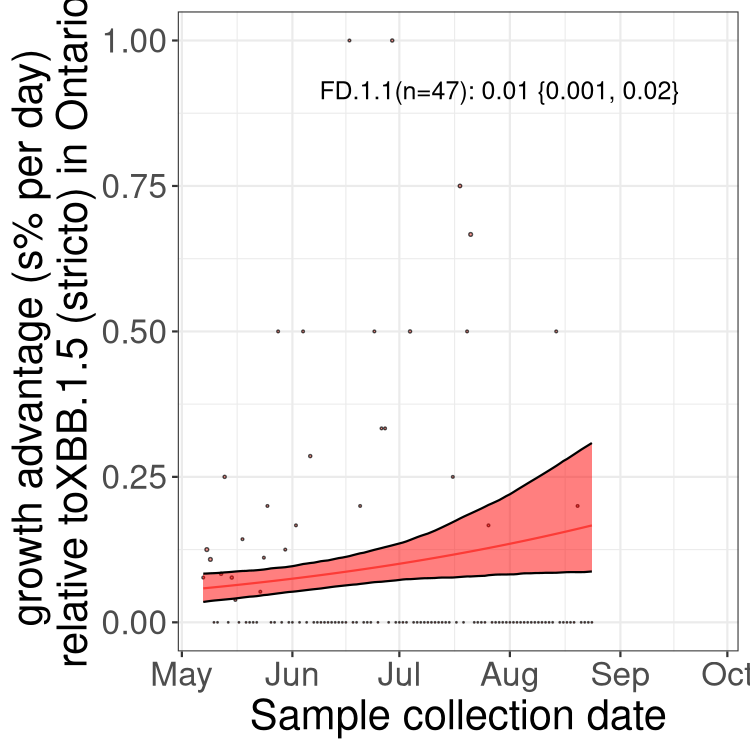 growth advantage (s% per day)
relative toXBB.1.5 (stricto) in Ontario
1.00
0.75
0.50
0.25
0.00
FD.1.1(n=47): 0.01 {0.001, 0.02}
May Jun Jul Aug Sep Oct
Sample collection date